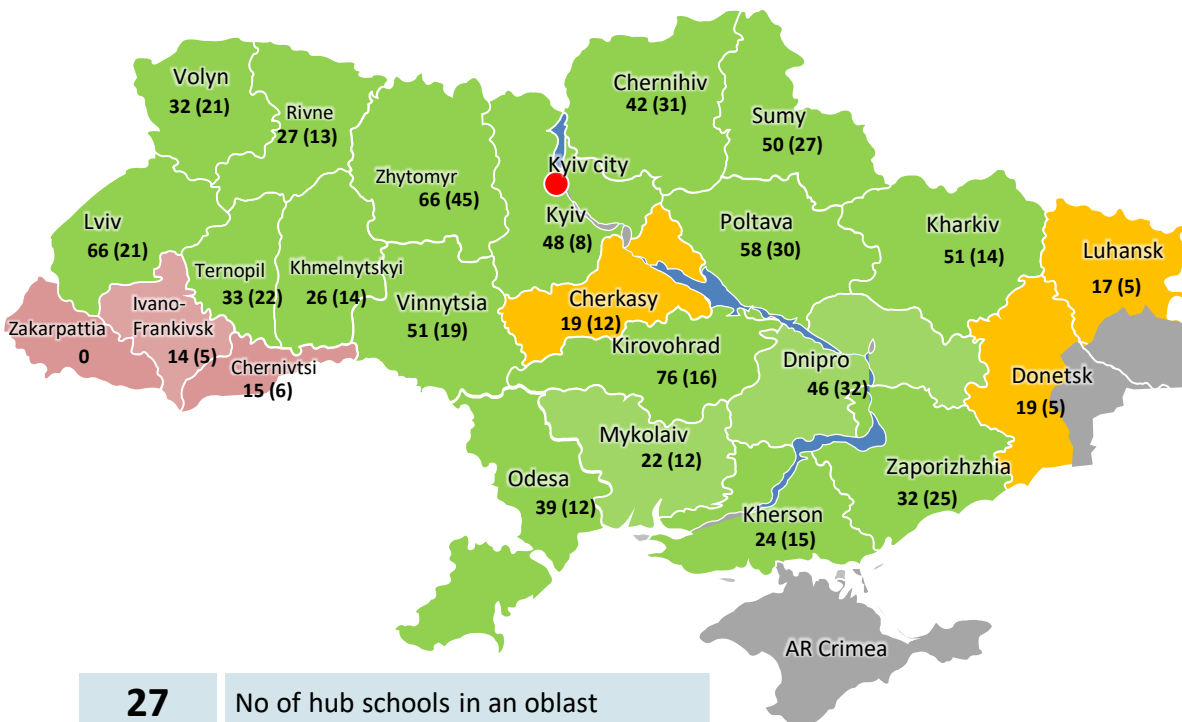 Volyn
32 (21)
Rivne
27 (13)
Chernihiv
42 (31)
Sumy
50 (27)
Zhytomyr
66 (45)
Kyiv city
Kyiv
48 (8)
Lviv
66 (21)
Ternopil
33 (22)
Khmelnytskyi
26 (14)
Vinnytsia
51 (19)
Poltava
58 (30)
Kharkiv
51 (14)
Luhansk
17 (5)
Cherkasy
19 (12)
Zakarpattia
0
Ivano-
Frankivsk
14 (5)
Chernivtsi
15 (6)
Kirovohrad
76 (16)
Dnipro
46 (32)
Donetsk
19 (5)
Mykolaiv
22 (12)
Odesa
39 (12)
Zaporizhzhia
32 (25)
Kherson
24 (15)
AR Crimea
27 No of hub schools in an oblast